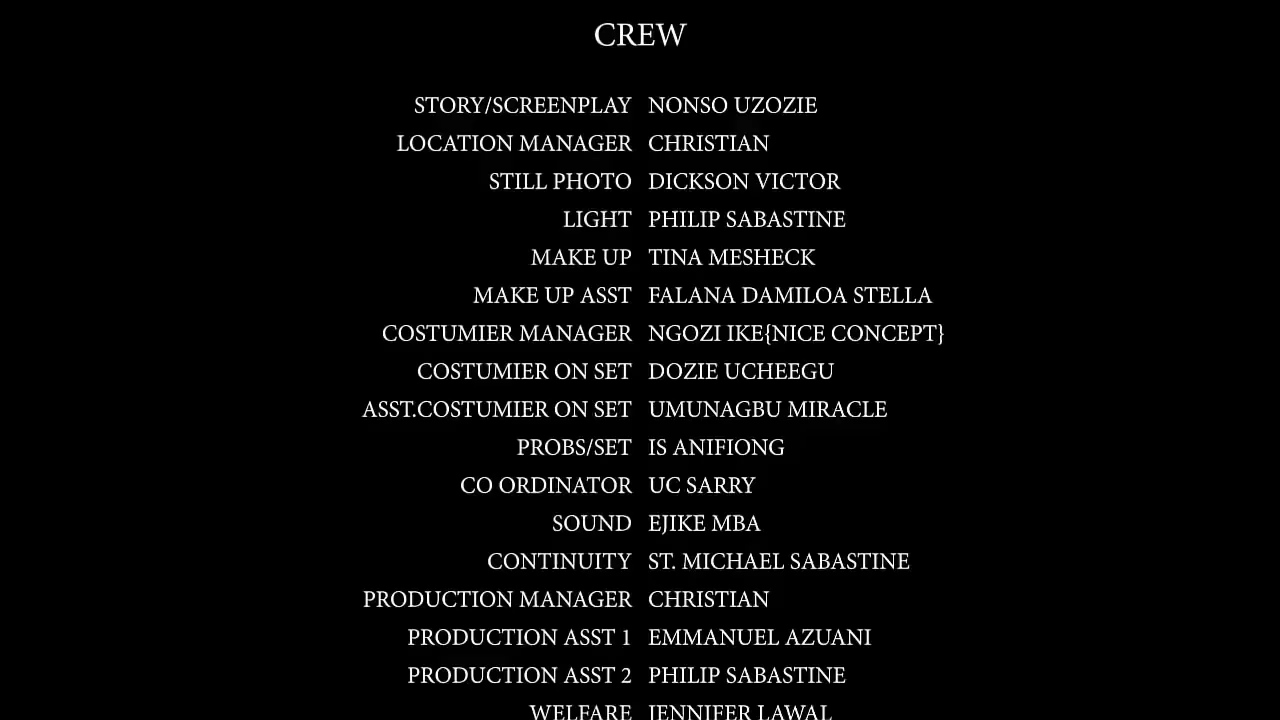 CREW
STORY/SCREENPLAY NONSO UZOZIE
LOCATION MANAGER CHRISTIAN
STILL PHOTO DICKSON VICTOR
LIGHT PHILIP SABASTINE
MAKE UP TINA MESHECK
MAKE UP ASST FALANA DAMILOA STELLA
COSTUMIER MANAGER NGOZI IKE{NICE CONCEPT}
COSTUMIER ON SET DOZIE UCHEEGU
ASST.COSTUMIER ON SET UMUNAGBU MIRACLE
PROBS/SET IS ANIFIONG
CO ORDINATOR UC SARRY
SOUND EJIKE MBA
CONTINUITY ST. MICHAEL SABASTINE
PRODUCTION MANAGER CHRISTIAN
PRODUCTION ASST 1 EMMANUEL AZUANI
PRODUCTION ASST 2 PHILIP SABASTINE
WELFARE JENNIFER LAWAL